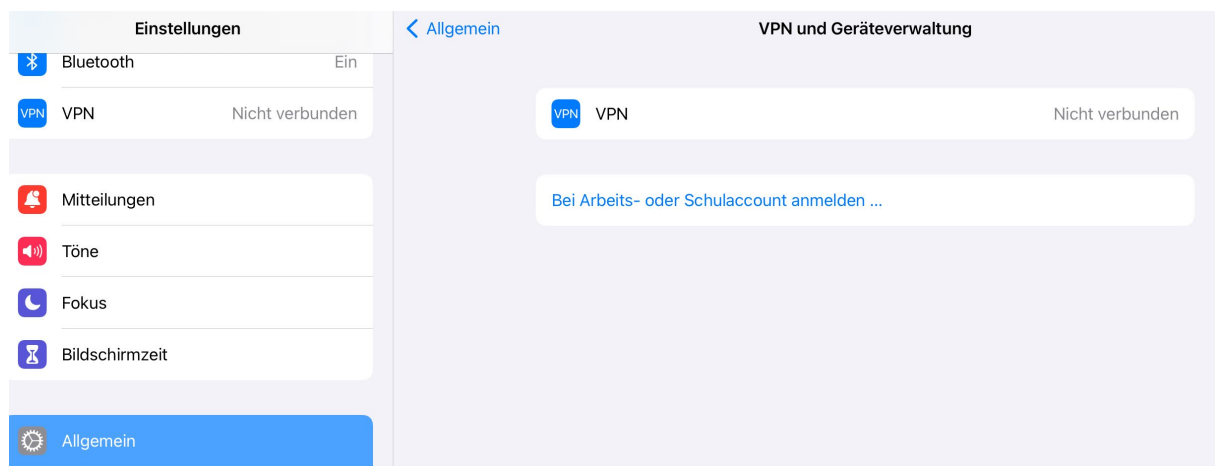 Einstellungen
Bluetooth Ein
VPN VPN Nicht verbunden
Mitteilungen
Töne
Fokus
Bildschirmzeit
Allgemein
Allgemein VPN und Geräteverwaltung
VPN VPN Nicht verbunden
Bei Arbeits- oder Schulaccount anmelden ...